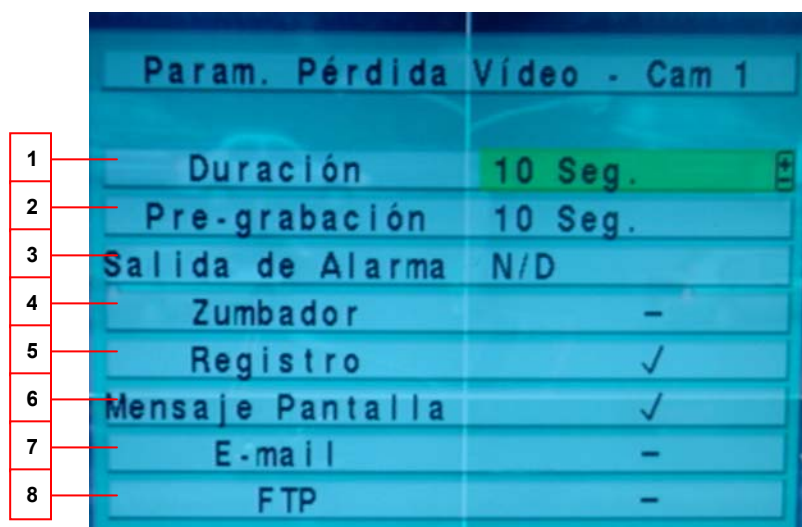 Param. Pérdida Vídeo - Cam 1
1 Duración 10 Seg. ±
2 Pre-grabación 10 Seg.
3 Salida de Alarma N/D
4 Zumbador –
5 Registro √
6 Mensaje Pantalla √
7 E-mail –
8 FTP –